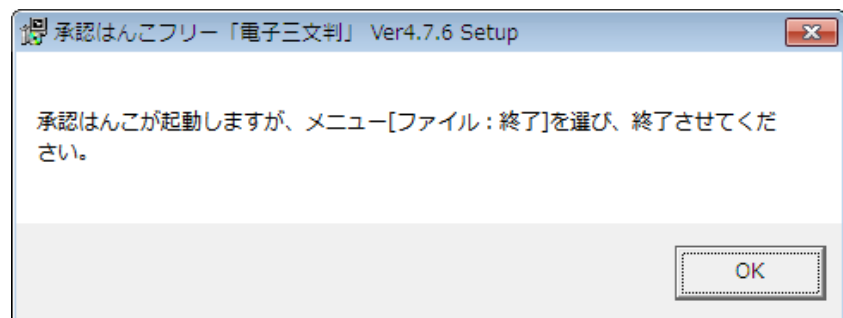 承認はんこフリー「電子三文判」 Ver4.7.6 Setup
承認はんこが起動しますが、メニュー[ファイル：終了]を選び、終了させてくだ
さい。
OK